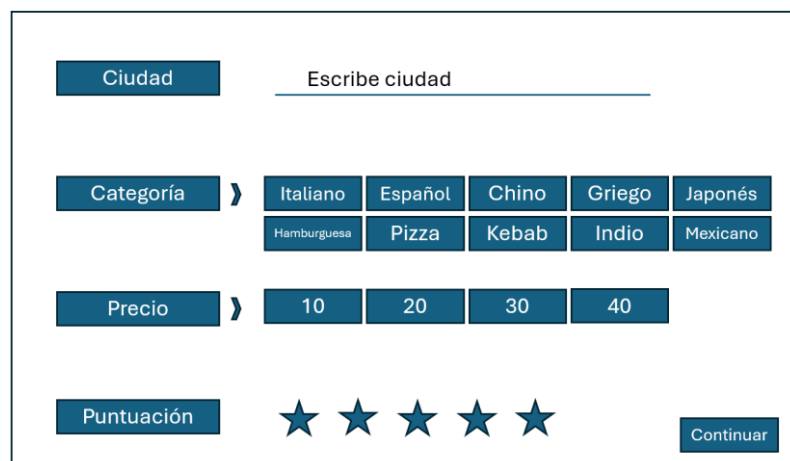 Ciudad
Escribe ciudad
Categoría
Italiano
Español
Chino
Griego
Japonés
Hamburguesa
Pizza
Kebab
Indio
Mexicano
Precio
10
20
30
40
Puntuación
Continuar